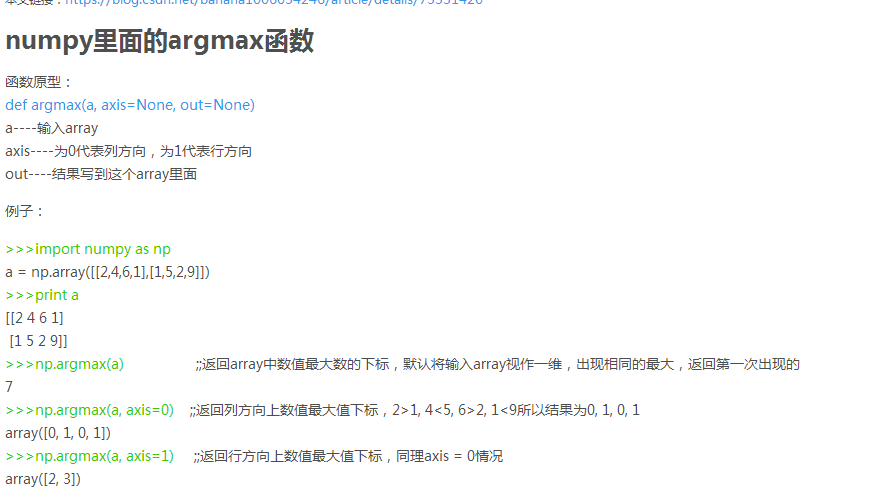 numpy里面的argmax函数
函数原型：
def argmax(a, axis=None, out=None)
a----输入array
axis----为0代表列方向，为1代表行方向
out----结果写到这个array里面
例子：
>>>import numpy as np
a = np.array([[2,4,6,1],[1,5,2,9]])
>>>print a
[[2 4 6 1]
 [1 5 2 9]]
>>>np.argmax(a) ;;返回array中数值最大数的下标，默认将输入array视作一维，出现相同的最大，返回第一次出现的
7
>>>np.argmax(a, axis=0) ;;返回列方向上数值最大值下标，2>1, 4<5, 6>2, 1<9所以结果为0, 1, 0, 1
array([0, 1, 0, 1])
>>>np.argmax(a, axis=1) ;;返回行方向上数值最大值下标，同理axis = 0情况
array([2, 3])